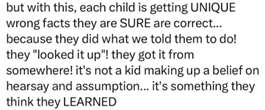 but with this, each child is getting UNIQUE
wrong facts they are SURE are correct...
because they did what we told them to do!
they "looked it up"! they got it from
somewhere! it's not a kid making up a belief on
hearsay and assumption... it's something they
think they LEARNED